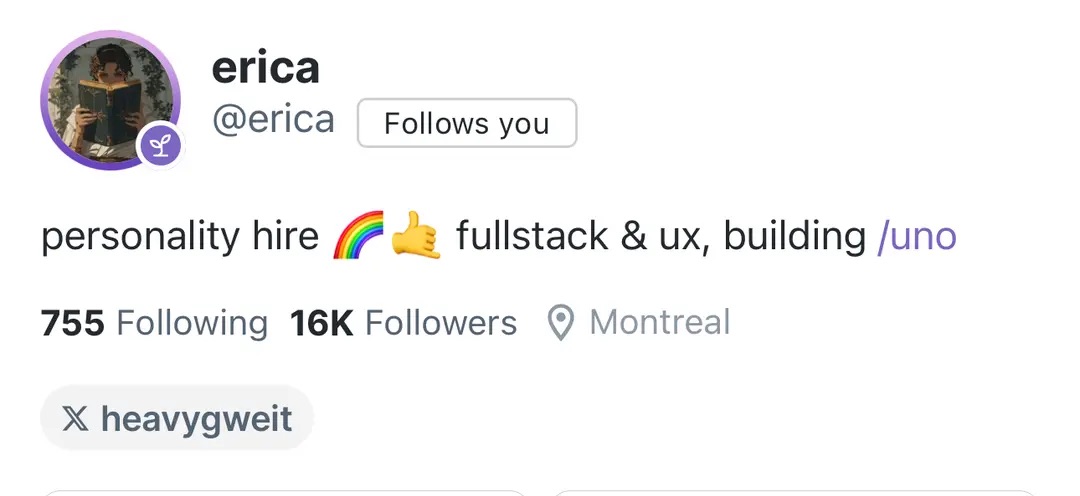 erica
@erica Follows you
personality hire 🌈🤙 fullstack & ux, building /uno
755 Following 16K Followers Montreal
𝕏 heavygweit